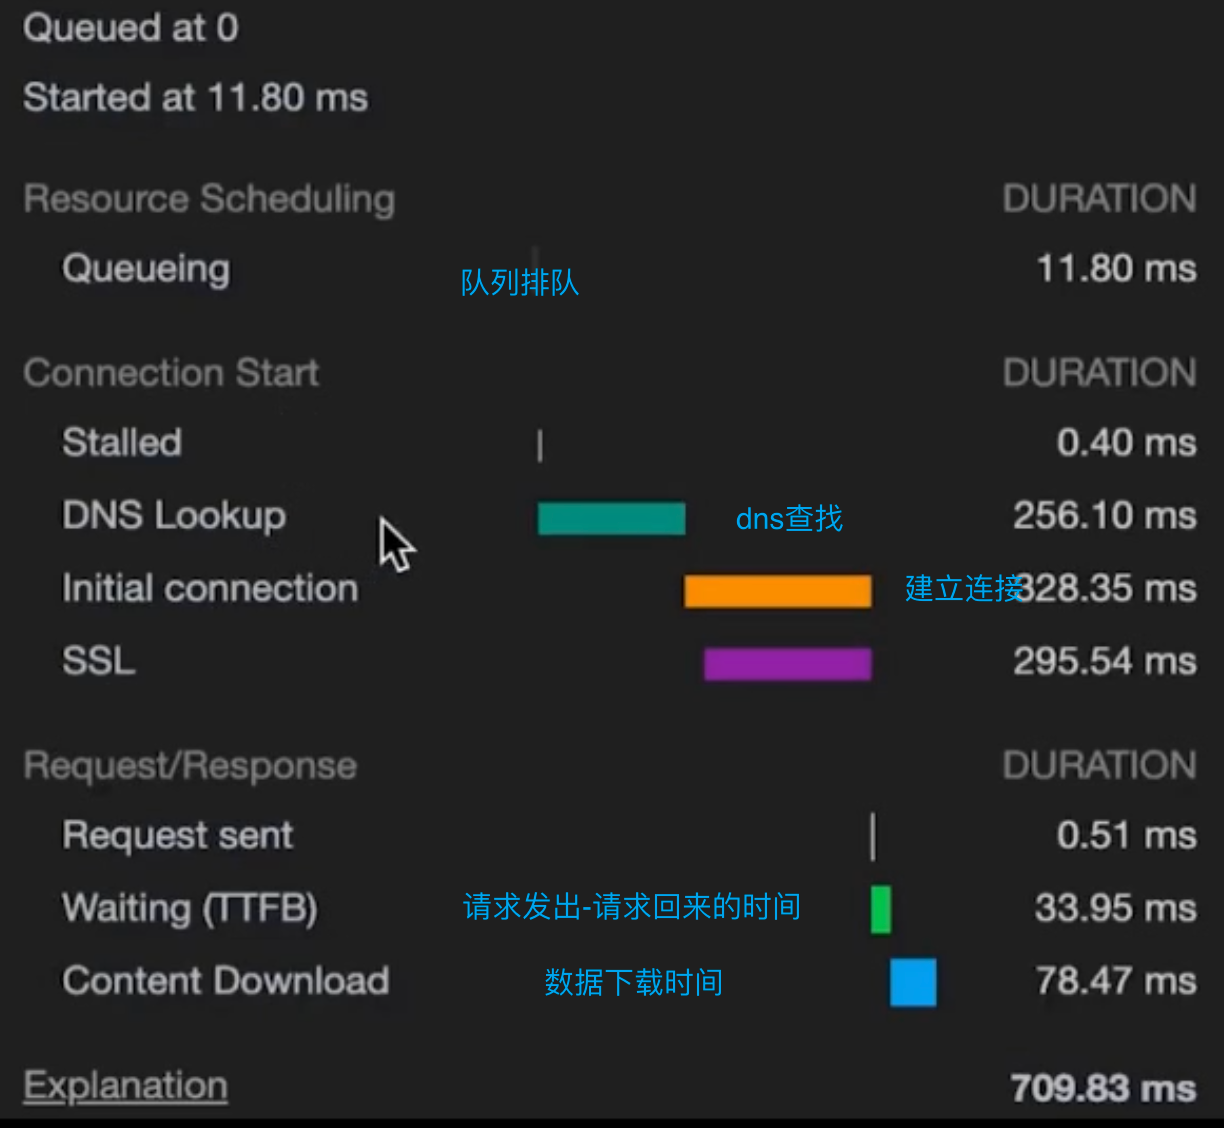 Queued at 0
Started at 11.80 ms
Resource Scheduling DURATION
Queueing 队列排队 11.80 ms
Connection Start DURATION
Stalled 0.40 ms
DNS Lookup dns查找 256.10 ms
Initial connection 建立连接 328.35 ms
SSL 295.54 ms
Request/Response DURATION
Request sent 0.51 ms
Waiting (TTFB) 请求发出-请求回来的时间 33.95 ms
Content Download 数据下载时间 78.47 ms
Explanation 709.83 ms